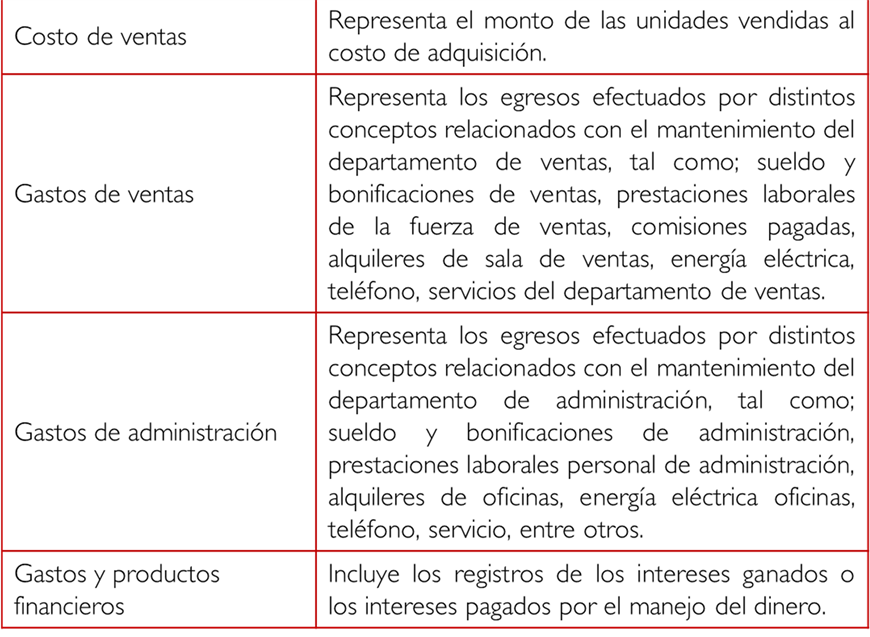 Costo de ventas
Representa el monto de las unidades vendidas al
costo de adquisición.
Gastos de ventas
Representa los egresos efectuados por distintos
conceptos relacionados con el mantenimiento del
departamento de ventas, tal como; sueldo y
bonificaciones de ventas, prestaciones laborales
de la fuerza de ventas, comisiones pagadas,
alquileres de sala de ventas, energía eléctrica,
teléfono, servicios del departamento de ventas.
Gastos de administración
Representa los egresos efectuados por distintos
conceptos relacionados con el mantenimiento del
departamento de administración, tal como;
sueldo y bonificaciones de administración,
prestaciones laborales personal de administración,
alquileres de oficinas, energía eléctrica oficinas,
teléfono, servicio, entre otros.
Gastos y productos
financieros
Incluye los registros de los intereses ganados o
los intereses pagados por el manejo del dinero.